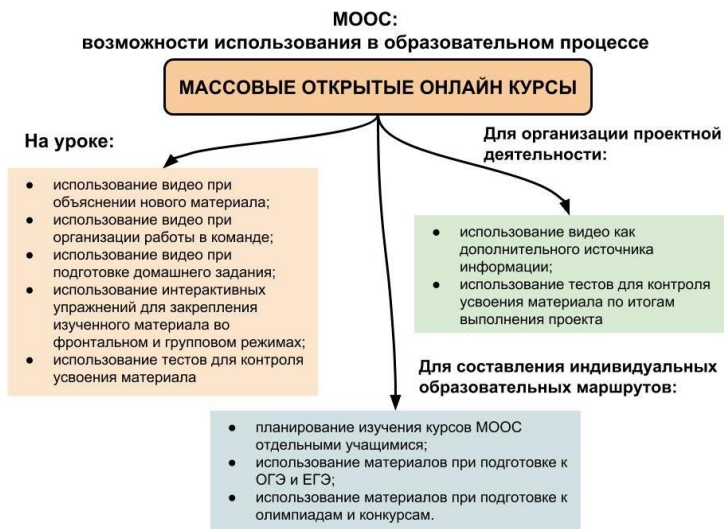 МООС:
возможности использования в образовательном процессе
МАССОВЫЕ ОТКРЫТЫЕ ОНЛАЙН КУРСЫ
На уроке:
● использование видео при
объяснении нового материала;
● использование видео при
организации работы в команде;
● использование видео при
подготовке домашнего задания;
● использование интерактивных
упражнений для закрепления
изученного материала во
фронтальном и групповом режимах;
● использование тестов для контроля
усвоения материала
Для организации проектной
деятельности:
● использование видео как
дополнительного источника
информации;
● использование тестов для контроля
усвоения материала по итогам
выполнения проекта
Для составления индивидуальных
образовательных маршрутов:
● планирование изучения курсов МООС
отдельными учащимися;
● использование материалов при подготовке к
ОГЭ и ЕГЭ;
● использование материалов при подготовке к
олимпиадам и конкурсам.